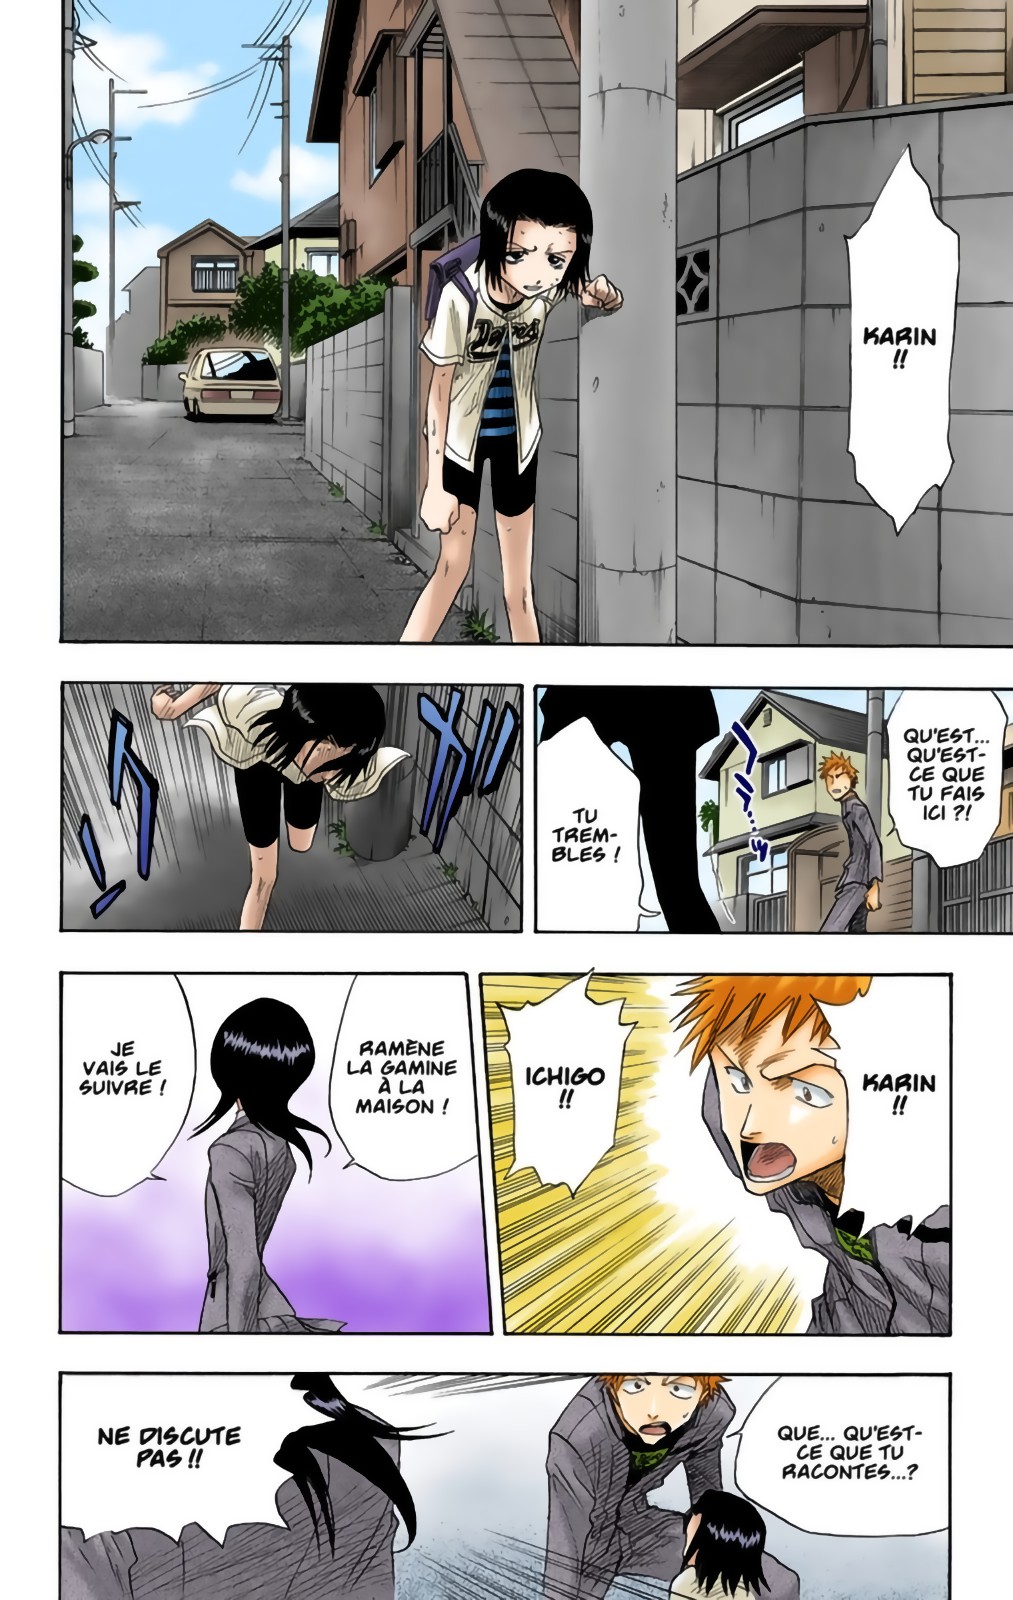 KARIN
!!
QU'EST...
QU'EST-
CE QUE
TU FAIS
ICI ?!
TU
TREM-
BLES !
KARIN
!!
ICHIGO
!!
RAMÈNE
LA GAMINE
À LA
MAISON !
JE
VAIS LE
SUIVRE !
QUE... QU'EST-
CE QUE TU
RACONTES...?
NE DISCUTE
PAS !!